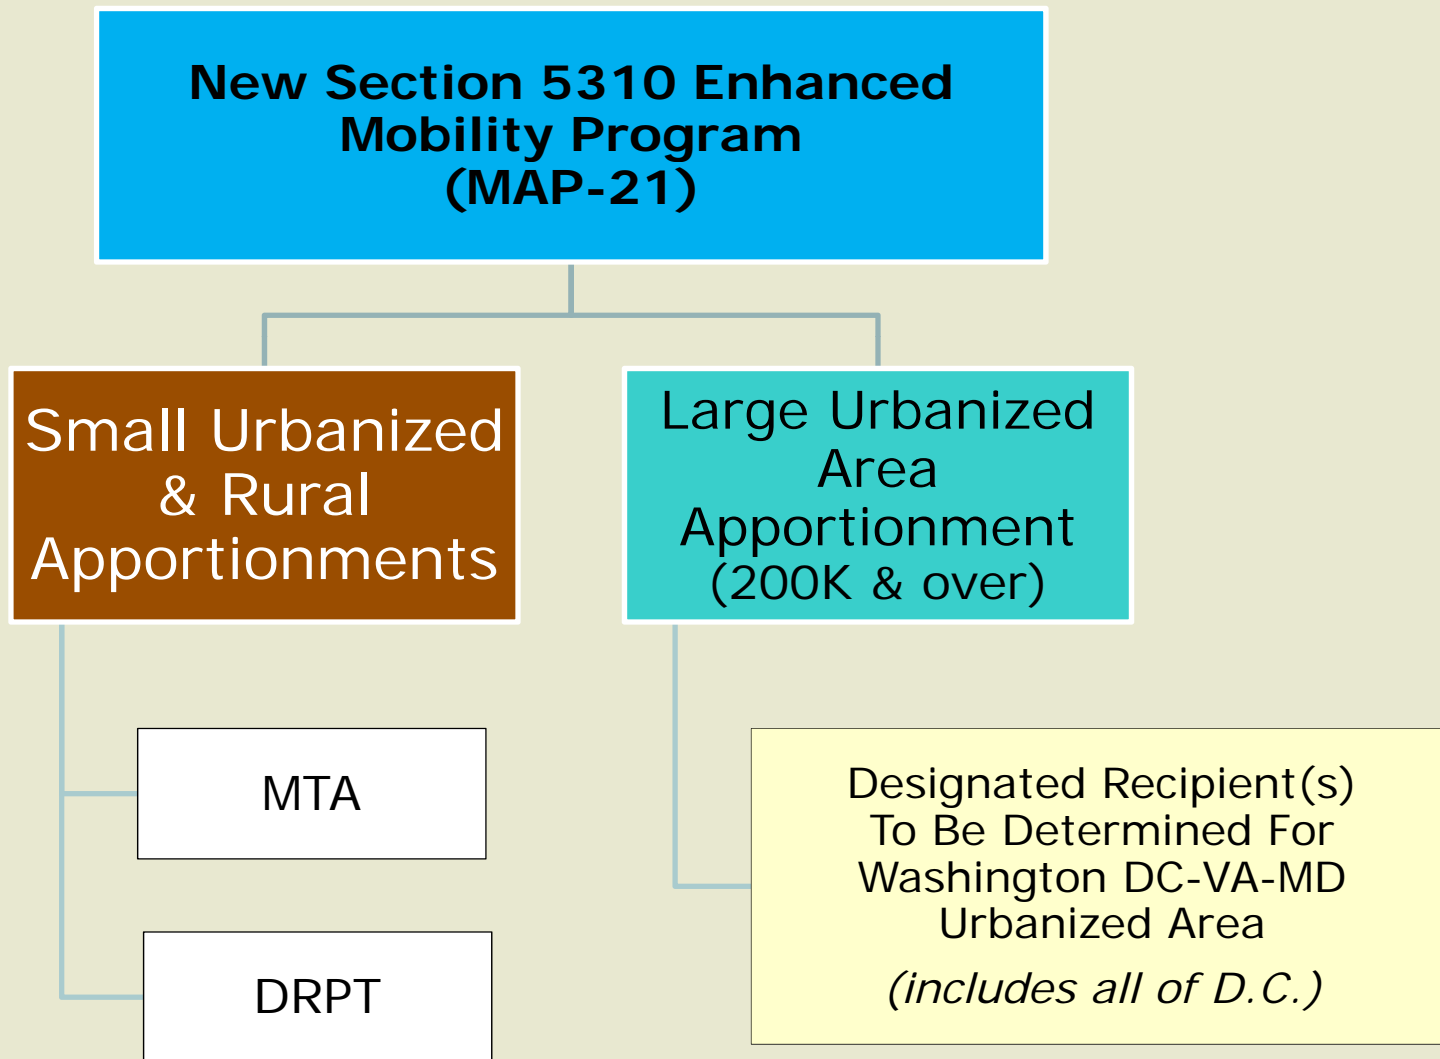 New Section 5310 Enhanced
Mobility Program
(MAP-21)
Small Urbanized
& Rural
Apportionments
Large Urbanized
Area
Apportionment
(200K & over)
MTA
DRPT
Designated Recipient(s)
To Be Determined For
Washington DC-VA-MD
Urbanized Area
(includes all of D.C.)